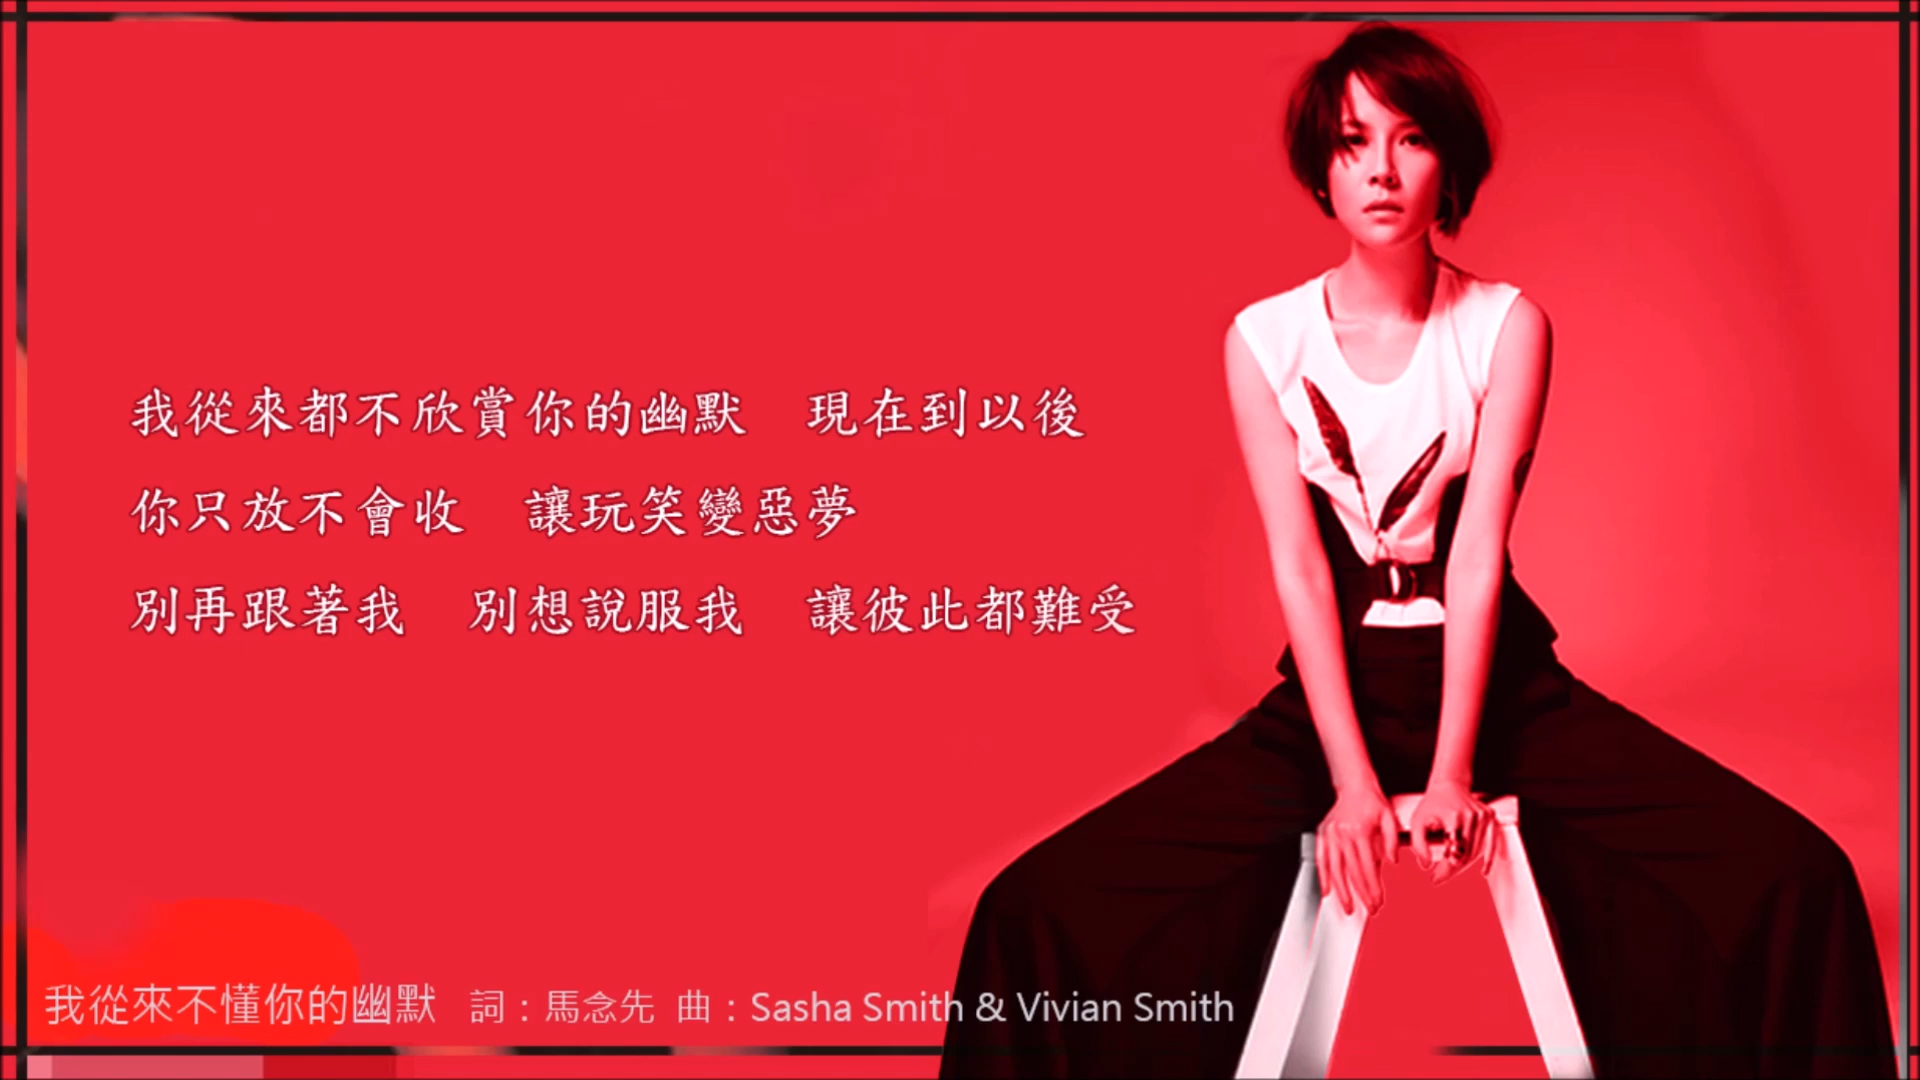 我從來都不欣賞你的幽默　現在到以後
你只放不會收　讓玩笑變惡夢
別再跟著我　別想說服我　讓彼此都難受
我從來不懂你的幽默　詞：馬念先　曲：Sasha Smith & Vivian Smith